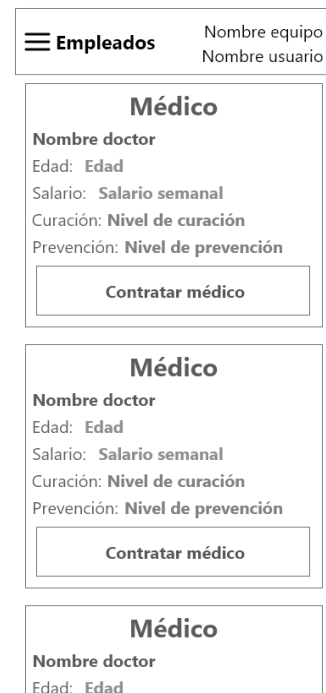 Empleados
Nombre equipo
Nombre usuario
Médico
Nombre doctor
Edad: Edad
Salario: Salario semanal
Curación: Nivel de curación
Prevención: Nivel de prevención
Contratar médico
Médico
Nombre doctor
Edad: Edad
Salario: Salario semanal
Curación: Nivel de curación
Prevención: Nivel de prevención
Contratar médico
Médico
Nombre doctor
Edad: Edad